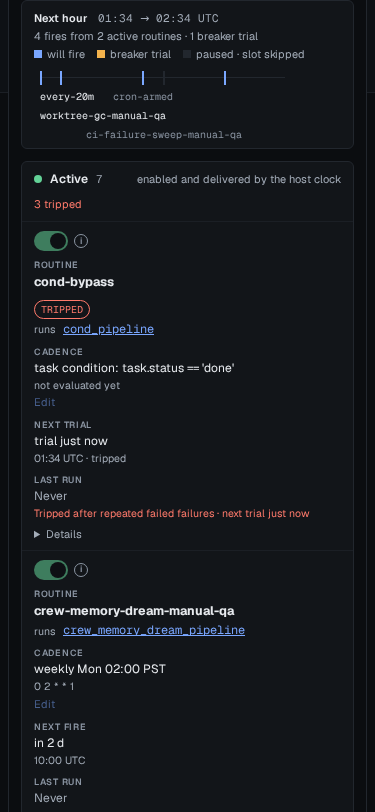 Next hour 01:34 → 02:34 UTC
4 fires from 2 active routines · 1 breaker trial
will fire breaker trial paused · slot skipped
every-20m cron-armed
worktree-gc-manual-qa
ci-failure-sweep-manual-qa
Active 7 enabled and delivered by the host clock
3 tripped
i
ROUTINE
cond-bypass
TRIPPED
runs cond_pipeline
CADENCE
task condition: task.status == 'done'
not evaluated yet
Edit
NEXT TRIAL
trial just now
01:34 UTC · tripped
LAST RUN
Never
Tripped after repeated failed failures · next trial just now
▶ Details
i
ROUTINE
crew-memory-dream-manual-qa
runs crew_memory_dream_pipeline
CADENCE
weekly Mon 02:00 PST
0 2 * * 1
Edit
NEXT FIRE
in 2 d
10:00 UTC
LAST RUN
Never